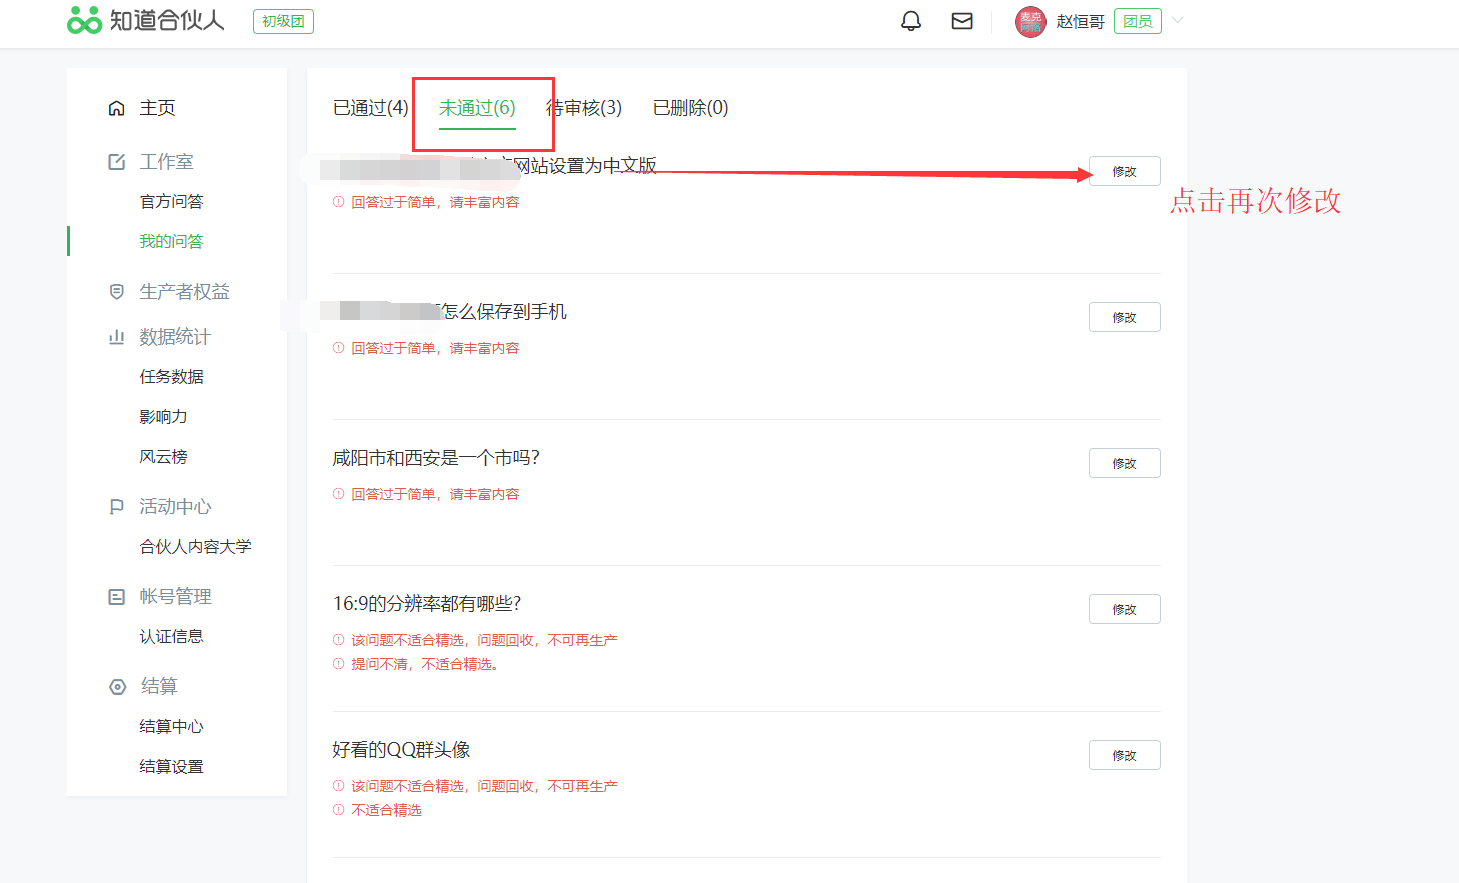 知道合伙人 初级团 赵恒哥 团员
主页
工作室
官方问答
我的问答
生产者权益
数据统计
任务数据
影响力
风云榜
活动中心
合伙人内容大学
帐号管理
认证信息
结算
结算中心
结算设置
已通过(4) 未通过(6) 待审核(3) 已删除(0)
网站设置为中文版 修改
回答过于简单，请丰富内容
点击再次修改
怎么保存到手机 修改
回答过于简单，请丰富内容
咸阳市和西安是一个市吗? 修改
回答过于简单，请丰富内容
16:9的分辨率都有哪些? 修改
该问题不适合精选，问题回收，不可再生产
提问不清，不适合精选。
好看的QQ群头像 修改
该问题不适合精选，问题回收，不可再生产
不适合精选